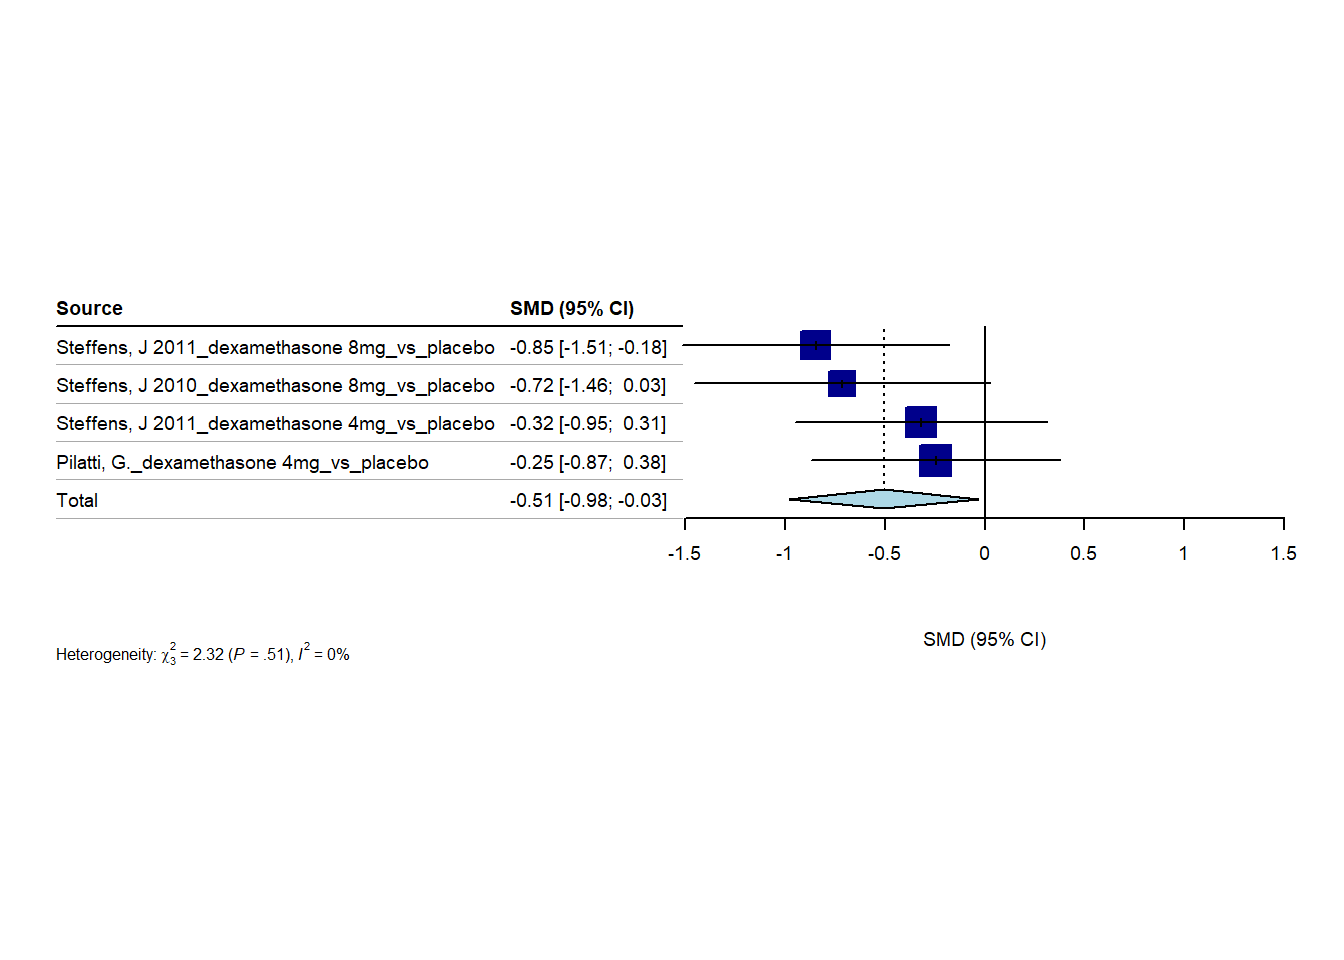 Source SMD (95% CI)
Steffens, J 2011_dexamethasone 8mg_vs_placebo -0.85 [-1.51; -0.18]
Steffens, J 2010_dexamethasone 8mg_vs_placebo -0.72 [-1.46; 0.03]
Steffens, J 2011_dexamethasone 4mg_vs_placebo -0.32 [-0.95; 0.31]
Pilatti, G._dexamethasone 4mg_vs_placebo -0.25 [-0.87; 0.38]
Total -0.51 [-0.98; -0.03]
-1.5 -1 -0.5 0 0.5 1 1.5
SMD (95% CI)
Heterogeneity: χ²₃ = 2.32 (P = .51), I² = 0%